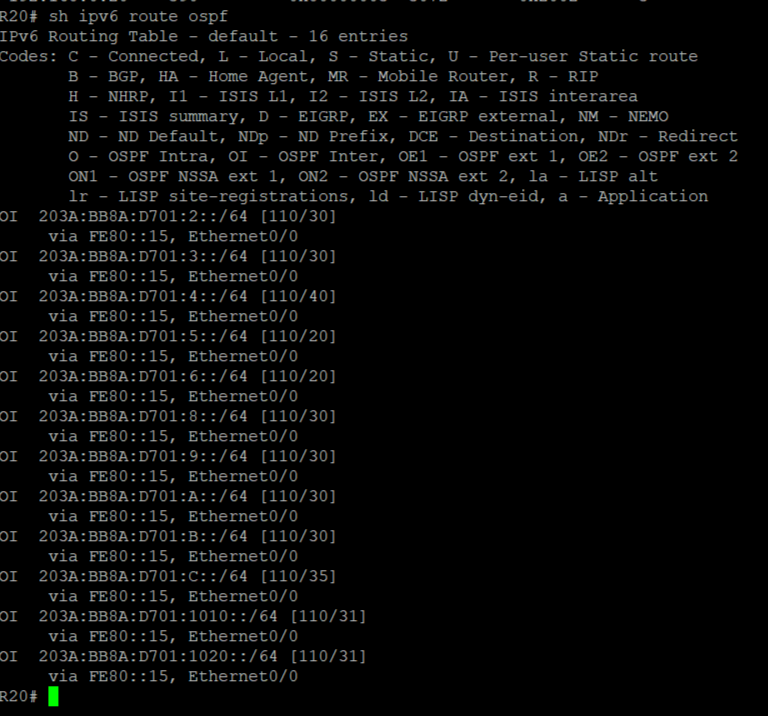 R20# sh ipv6 route ospf
IPv6 Routing Table - default - 16 entries
Codes: C - Connected, L - Local, S - Static, U - Per-user Static route
B - BGP, HA - Home Agent, MR - Mobile Router, R - RIP
H - NHRP, I1 - ISIS L1, I2 - ISIS L2, IA - ISIS interarea
IS - ISIS summary, D - EIGRP, EX - EIGRP external, NM - NEMO
ND - ND Default, NDp - ND Prefix, DCE - Destination, NDr - Redirect
O - OSPF Intra, OI - OSPF Inter, OE1 - OSPF ext 1, OE2 - OSPF ext 2
ON1 - OSPF NSSA ext 1, ON2 - OSPF NSSA ext 2, la - LISP alt
lr - LISP site-registrations, ld - LISP dyn-eid, a - Application
OI 203A:BB8A:D701:2::/64 [110/30]
via FE80::15, Ethernet0/0
OI 203A:BB8A:D701:3::/64 [110/30]
via FE80::15, Ethernet0/0
OI 203A:BB8A:D701:4::/64 [110/40]
via FE80::15, Ethernet0/0
OI 203A:BB8A:D701:5::/64 [110/20]
via FE80::15, Ethernet0/0
OI 203A:BB8A:D701:6::/64 [110/20]
via FE80::15, Ethernet0/0
OI 203A:BB8A:D701:8::/64 [110/30]
via FE80::15, Ethernet0/0
OI 203A:BB8A:D701:9::/64 [110/30]
via FE80::15, Ethernet0/0
OI 203A:BB8A:D701:A::/64 [110/30]
via FE80::15, Ethernet0/0
OI 203A:BB8A:D701:B::/64 [110/30]
via FE80::15, Ethernet0/0
OI 203A:BB8A:D701:C::/64 [110/35]
via FE80::15, Ethernet0/0
OI 203A:BB8A:D701:1010::/64 [110/31]
via FE80::15, Ethernet0/0
OI 203A:BB8A:D701:1020::/64 [110/31]
via FE80::15, Ethernet0/0
R20#